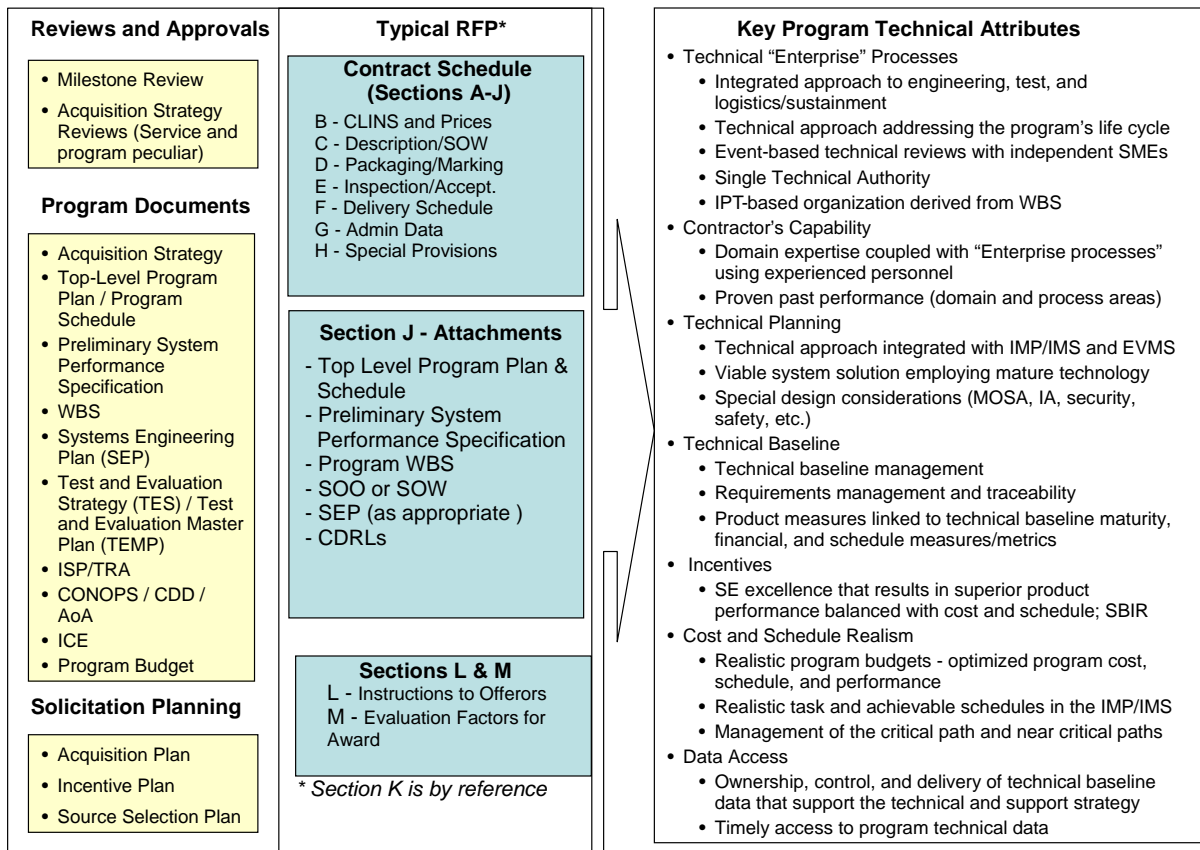 Reviews and Approvals
• Milestone Review
• Acquisition Strategy
Reviews (Service and
program peculiar)
Program Documents
• Acquisition Strategy
• Top-Level Program
Plan / Program
Schedule
• Preliminary System
Performance
Specification
• WBS
• Systems Engineering
Plan (SEP)
• Test and Evaluation
Strategy (TES) / Test
and Evaluation Master
Plan (TEMP)
• ISP/TRA
• CONOPS / CDD /
AoA
• ICE
• Program Budget
Solicitation Planning
• Acquisition Plan
• Incentive Plan
• Source Selection Plan
Typical RFP*
Contract Schedule
(Sections A-J)
B - CLINS and Prices
C - Description/SOW
D - Packaging/Marking
E - Inspection/Accept.
F - Delivery Schedule
G - Admin Data
H - Special Provisions
Section J - Attachments
- Top Level Program Plan &
Schedule
- Preliminary System
Performance Specification
- Program WBS
- SOO or SOW
- SEP (as appropriate )
- CDRLs
Sections L & M
L - Instructions to Offerors
M - Evaluation Factors for
Award
* Section K is by reference
Key Program Technical Attributes
• Technical “Enterprise” Processes
• Integrated approach to engineering, test, and
logistics/sustainment
• Technical approach addressing the program’s life cycle
• Event-based technical reviews with independent SMEs
• Single Technical Authority
• IPT-based organization derived from WBS
• Contractor’s Capability
• Domain expertise coupled with “Enterprise processes”
using experienced personnel
• Proven past performance (domain and process areas)
• Technical Planning
• Technical approach integrated with IMP/IMS and EVMS
• Viable system solution employing mature technology
• Special design considerations (MOSA, IA, security,
safety, etc.)
• Technical Baseline
• Technical baseline management
• Requirements management and traceability
• Product measures linked to technical baseline maturity,
financial, and schedule measures/metrics
• Incentives
• SE excellence that results in superior product
performance balanced with cost and schedule; SBIR
• Cost and Schedule Realism
• Realistic program budgets - optimized program cost,
schedule, and performance
• Realistic task and achievable schedules in the IMP/IMS
• Management of the critical path and near critical paths
• Data Access
• Ownership, control, and delivery of technical baseline
data that support the technical and support strategy
• Timely access to program technical data